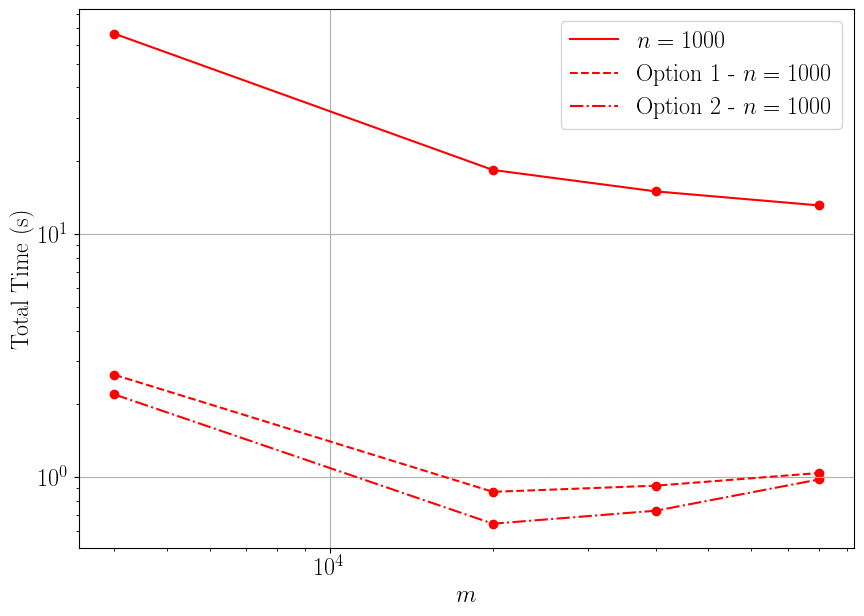 n = 1000
Option 1 - n = 1000
Option 2 - n = 1000
Total Time (s)
10^1
10^0
10^4
m